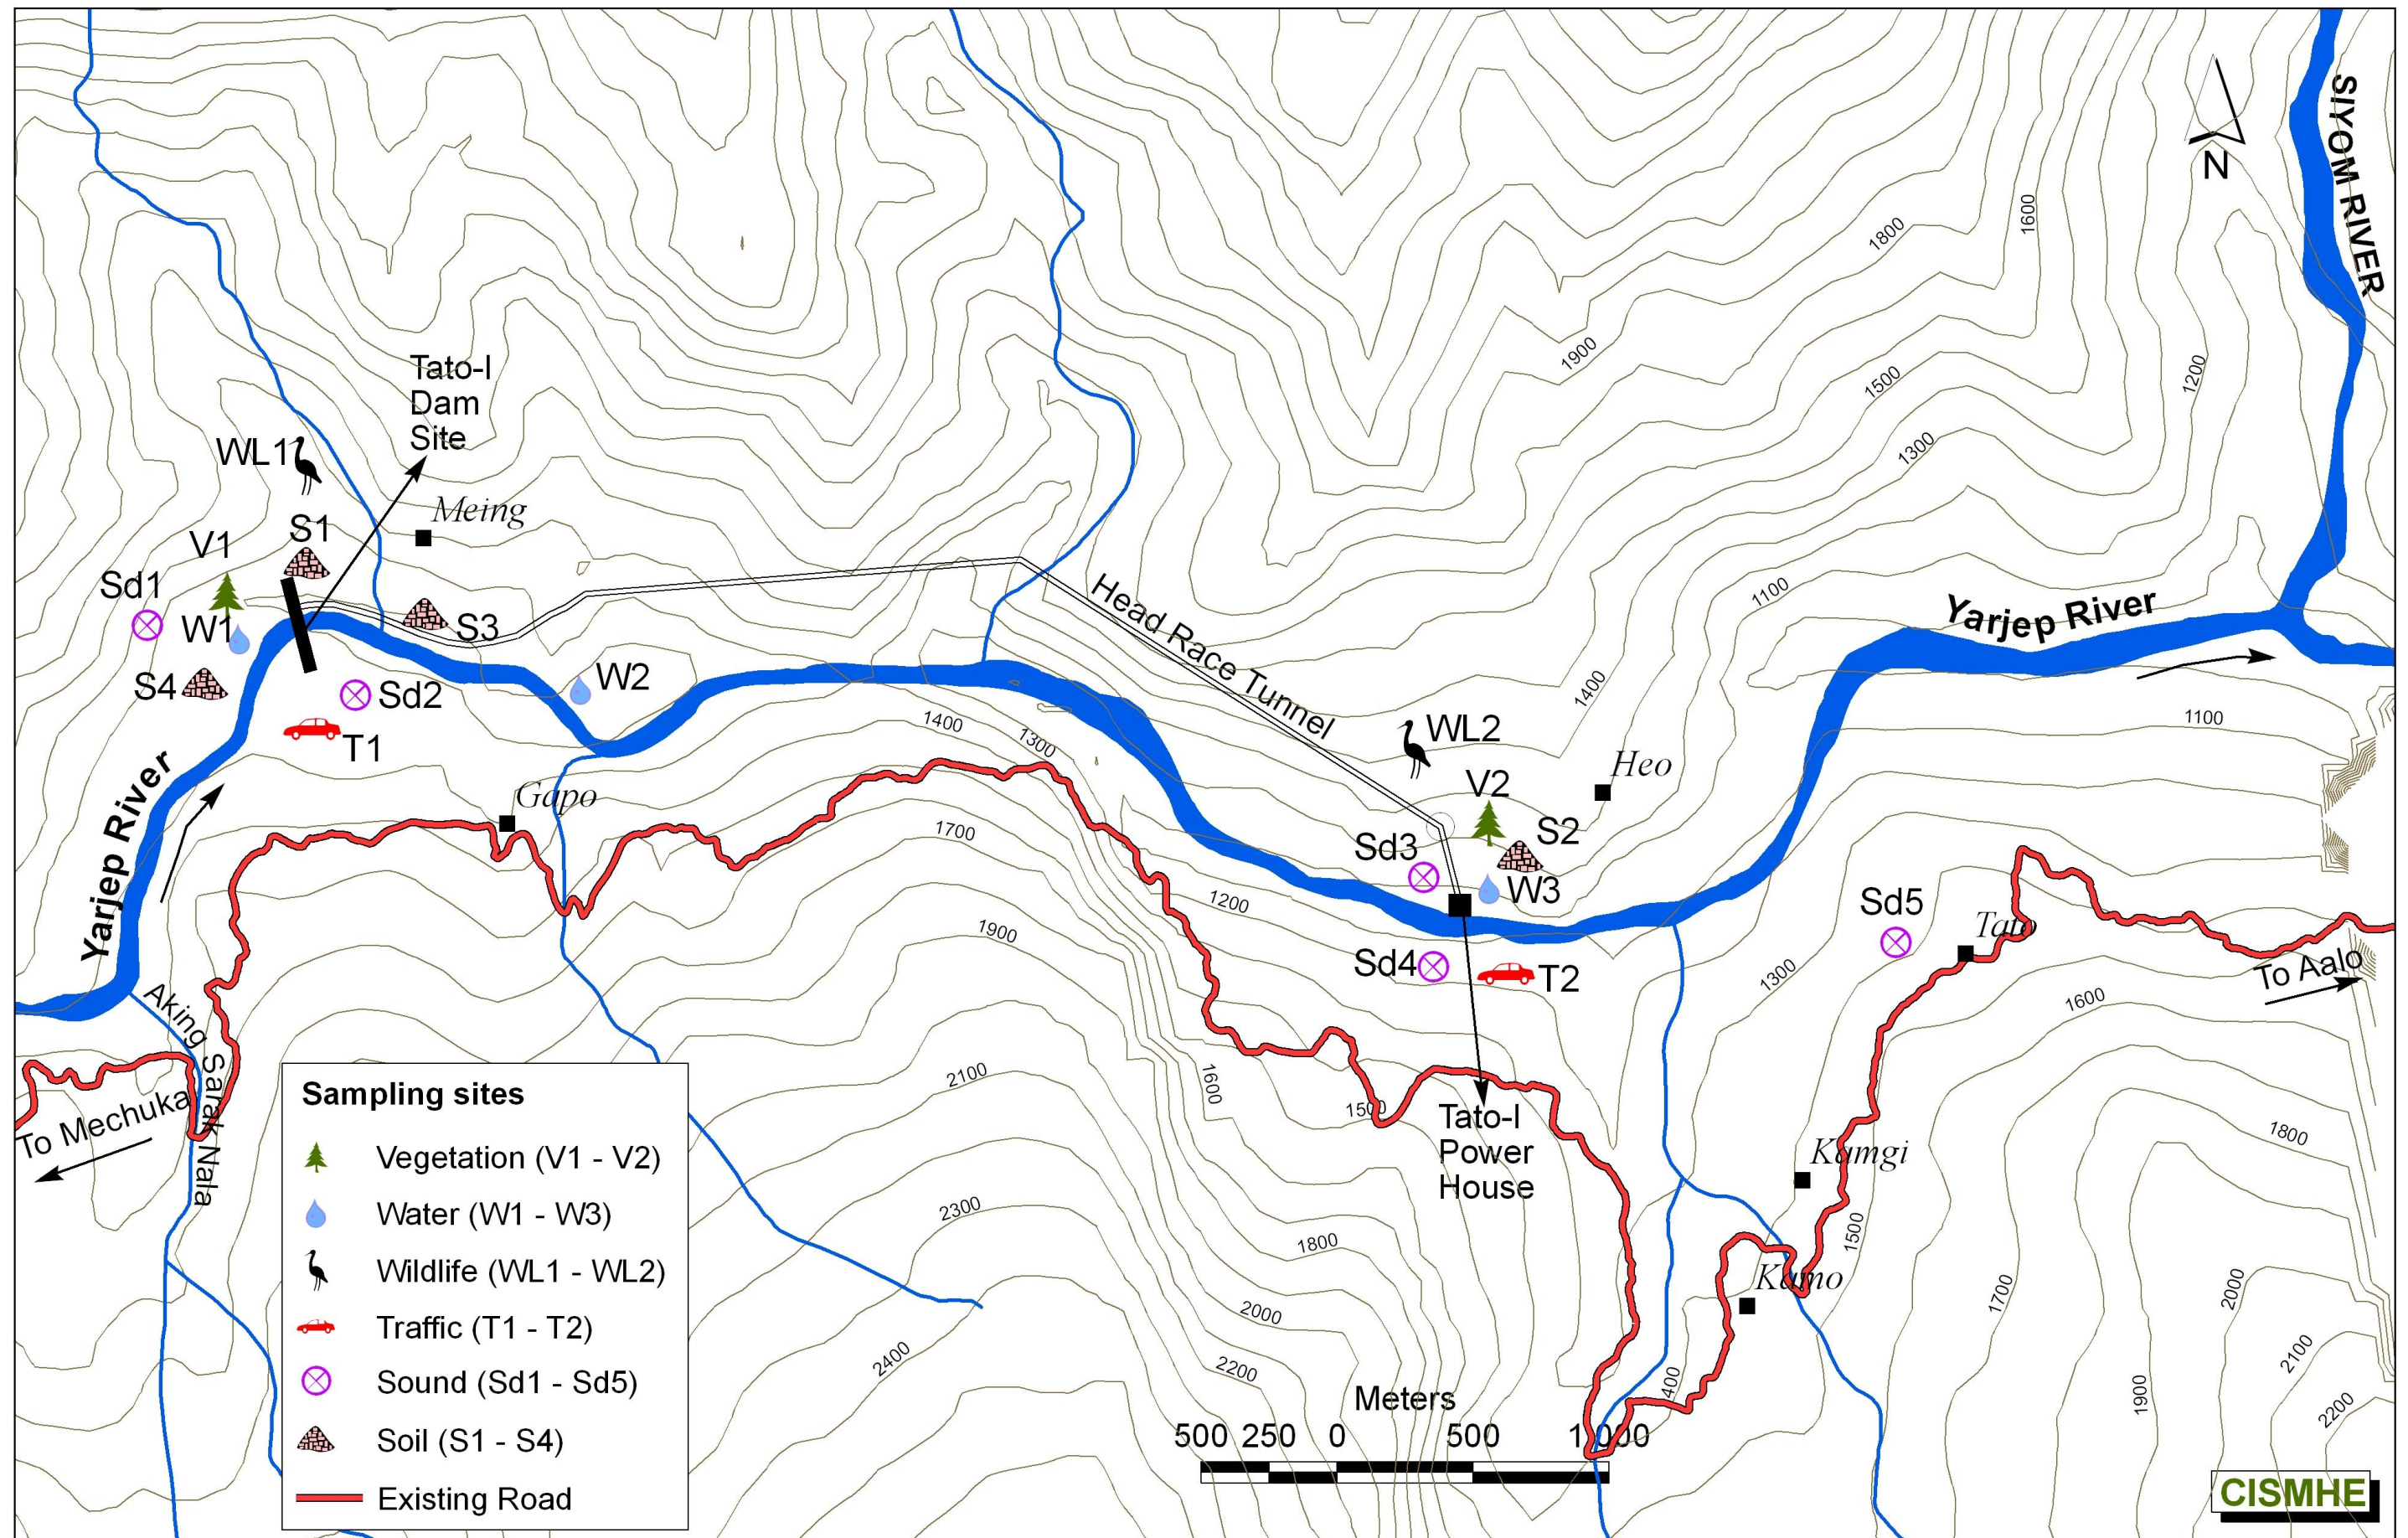 SIYOM RIVER
N
1600
1800
1900
1500
1200
1300
Tato-I
Dam
Site
WL1
Meing
S1
V1
Sd1
W1
S3
S4
Sd2
W2
T1
Head Race Tunnel
1100
Yarjep River
1400
1100
WL2
Heo
V2
S2
Sd3
W3
1400
1300
Gapo
Yarjep River
1700
1200
1900
Sd4
T2
Sd5
Tato
1300
To Aalo
1600
Aking Sarak Nala
To Mechuka
2100
1600
1500
Tato-I
Power
House
Kamgi
1800
1500
2300
1800
Kamo
1700
2000
2000
2400
2200
400
2100
1900
2200
Sampling sites
Vegetation (V1 - V2)
Water (W1 - W3)
Wildlife (WL1 - WL2)
Traffic (T1 - T2)
Sound (Sd1 - Sd5)
Soil (S1 - S4)
Existing Road
Meters
500 250 0 500 1000
CISMHE